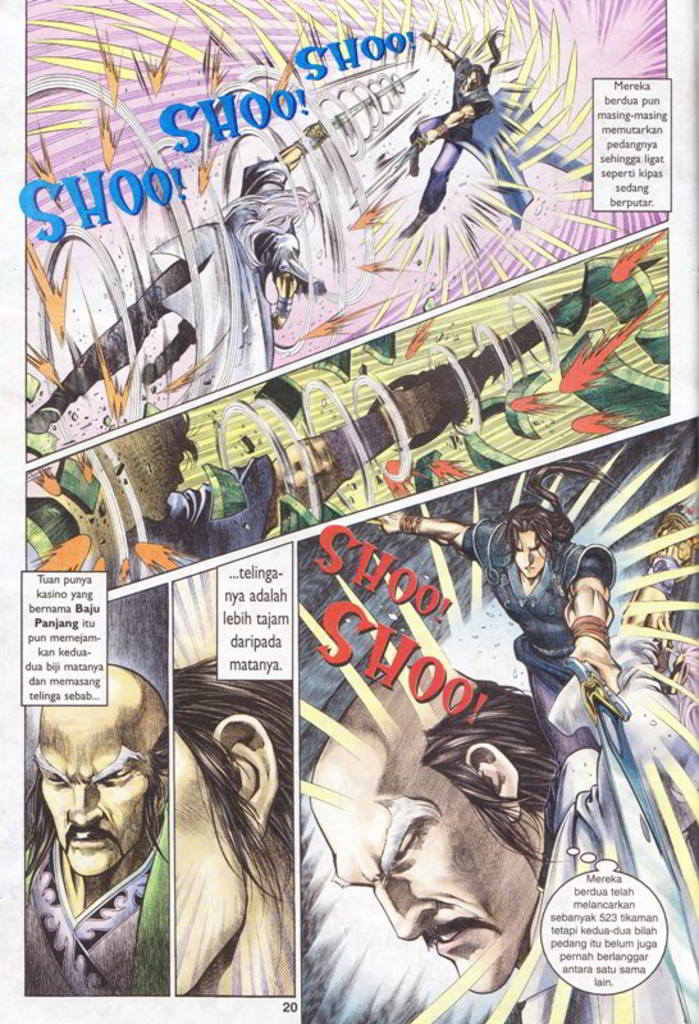 SHOO!
SHOO!
SHOO!
Mereka
berdua pun
masing-masing
memutarkan
pedangnya
sehingga ligat
seperti kipas
sedang
berputar.
Tuan punya
kasino yang
bernama Baju
Panjang itu
pun memejam-
kan kedua-
dua biji matanya
dan memasang
telinga sebab...
...telinga-
nya adalah
lebih tajam
daripada
matanya.
SHOO!
SHOO!
Mereka
berdua telah
melancarkan
sebanyak 523 tikaman
tetapi kedua-dua bilah
pedang itu belum juga
pernah berlanggar
antara satu sama
lain.
20